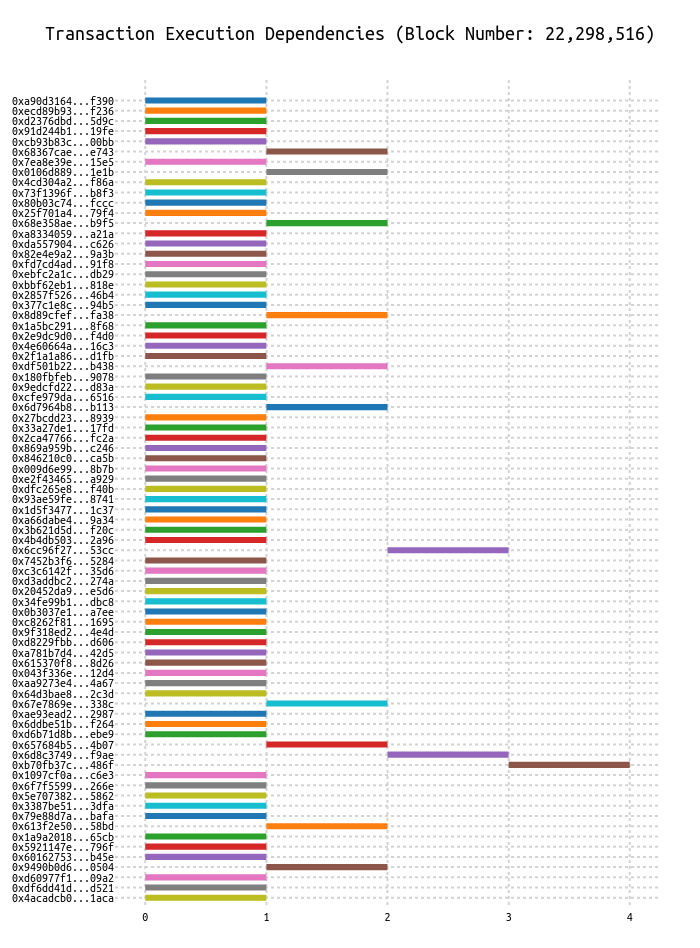 Transaction Execution Dependencies (Block Number: 22,298,516)
0xa90d3164...f390
0xecd89b93...f236
0xd2376dbd...5d9c
0x91d244b1...19fe
0xcb93b83c...00bb
0x68367cae...e743
0x7ea8e39e...15e5
0x0106d889...1e1b
0x4cd304a2...f86a
0x73f1396f...b8f3
0x80b03c74...fccc
0x25f701a4...79f4
0x68e358ae...b9f5
0xa8334059...a21a
0xda557904...c626
0x82e4e9a2...9a3b
0xfd7cd4ad...91f8
0xebfc2a1c...db29
0xbbf62eb1...818e
0x2857f526...46b4
0x377c1e8c...94b5
0x8d89cfef...fa38
0x1a5bc291...8f68
0x2e9dc9d0...f4d0
0x4e60664a...16c3
0x2f1a1a86...d1fb
0xdf501b22...b438
0x180fbfeb...9078
0x9edcfd22...d83a
0xcfe979da...6516
0x6d7964b8...b113
0x27bcdd23...8939
0x33a27de1...17fd
0x2ca47766...fc2a
0x869a959b...c246
0x846210c0...ca5b
0x009d6e99...8b7b
0xe2f43465...a929
0xdfc265e8...f40b
0x93ae59fe...8741
0x1d5f3477...1c37
0xa66dabe4...9a34
0x3b621d5d...f20c
0x4b4db503...2a96
0x6cc96f27...53cc
0x7452b3f6...5284
0xc3c6142f...35d6
0xd3addbc2...274a
0x20452da9...e5d6
0x34fe99b1...dbc8
0x0b3037e1...a7ee
0xc8262f81...1695
0x9f318ed2...4e4d
0xd8229fbb...d606
0xa781b7d4...42d5
0x615370f8...8d26
0x043f336e...12d4
0xaa9273e4...4a67
0x64d3bae8...2c3d
0x67e7869e...338c
0xae93ead2...2987
0x6ddbe51b...f264
0xd6b71d8b...ebe9
0x657684b5...4b07
0x6d8c3749...f9ae
0xb70fb37c...486f
0x1097cf0a...c6e3
0x6f7f5599...266e
0x5e707382...5862
0x3387be51...3dfa
0x79e88d7a...bafa
0x613f2e50...58bd
0x1a9a2018...65cb
0x5921147e...796f
0x60162753...b45e
0x9490b0d6...0504
0xd60977f1...09a2
0xdf6dd41d...d521
0x4acadcb0...1aca
0 1 2 3 4